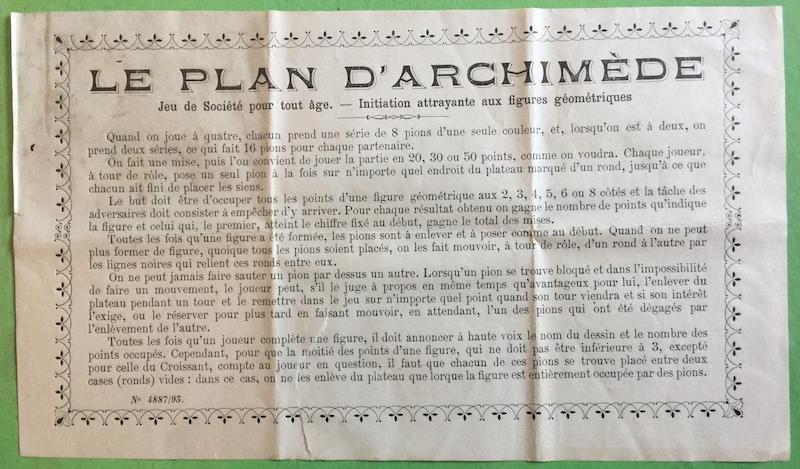 LE PLAN D'ARCHIMÈDE
Jeu de Société pour tout âge. — Initiation attrayante aux figures géométriques
Quand on joue à quatre, chacun prend une série de 8 pions d'une seule couleur, et, lorsqu'on est à deux, on
prend deux séries, ce qui fait 16 pions pour chaque partenaire.
On fait une mise, puis l'on convient de jouer la partie en 20, 30 ou 50 points, comme on voudra. Chaque joueur,
à tour de rôle, pose un seul pion à la fois sur n'importe quel endroit du plateau marqué d'un rond, jusqu'à ce que
chacun ait fini de placer les siens.
Le but doit être d'occuper tous les points d'une figure géométrique aux 2, 3, 4, 5, 6 ou 8 côtés et la tâche des
adversaires doit consister à empêcher d'y arriver. Pour chaque résultat obtenu on gagne le nombre de points qu'indique
la figure et celui qui, le premier, atteint le chiffre fixé au début, gagne le total des mises.
Toutes les fois qu'une figure a été formée, les pions sont à enlever et à poser comme au début. Quand on ne peut
plus former de figure, quoique tous les pions soient placés, on les fait mouvoir, à tour de rôle, d'un rond à l'autre par
les lignes noires qui relient ces ronds entre eux.
On ne peut jamais faire sauter un pion par dessus un autre. Lorsqu'un pion se trouve bloqué et dans l'impossibilité
de faire un mouvement, le joueur peut, s'il le juge à propos en même temps qu'avantageux pour lui, l'enlever du
plateau pendant un tour et le remettre dans le jeu sur n'importe quel point quand son tour viendra et si son intérêt
l'exige, ou le réserver pour plus tard en faisant mouvoir, en attendant, l'un des pions qui ont été dégagés par
l'enlèvement de l'autre.
Toutes les fois qu'un joueur complète une figure, il doit annoncer à haute voix le nom du dessin et le nombre des
points occupés. Cependant, pour que la moitié des points d'une figure, qui ne doit pas être inférieure à 3, excepté
pour celle du Croissant, compte au joueur en question, il faut que chacun de ces pions se trouve placé entre deux
cases (ronds) vides : dans ce cas, on ne les enlève du plateau que lorque la figure est entièrement occupée par des pions.
Nº 4887/95.